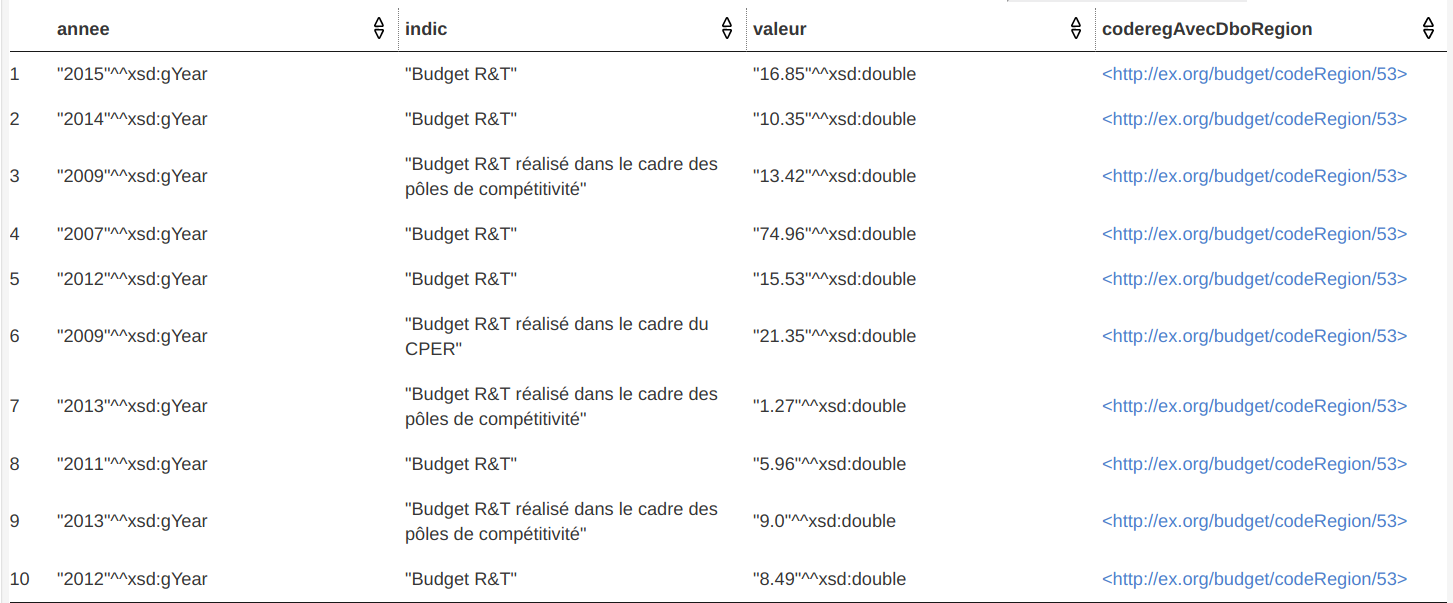 annee indic valeur coderegAvecDboRegion
1 "2015"^^xsd:gYear "Budget R&T" "16.85"^^xsd:double <http://ex.org/budget/codeRegion/53>
2 "2014"^^xsd:gYear "Budget R&T" "10.35"^^xsd:double <http://ex.org/budget/codeRegion/53>
3 "2009"^^xsd:gYear "Budget R&T réalisé dans le cadre des
pôles de compétitivité" "13.42"^^xsd:double <http://ex.org/budget/codeRegion/53>
4 "2007"^^xsd:gYear "Budget R&T" "74.96"^^xsd:double <http://ex.org/budget/codeRegion/53>
5 "2012"^^xsd:gYear "Budget R&T" "15.53"^^xsd:double <http://ex.org/budget/codeRegion/53>
6 "2009"^^xsd:gYear "Budget R&T réalisé dans le cadre du
CPER" "21.35"^^xsd:double <http://ex.org/budget/codeRegion/53>
7 "2013"^^xsd:gYear "Budget R&T réalisé dans le cadre des
pôles de compétitivité" "1.27"^^xsd:double <http://ex.org/budget/codeRegion/53>
8 "2011"^^xsd:gYear "Budget R&T" "5.96"^^xsd:double <http://ex.org/budget/codeRegion/53>
9 "2013"^^xsd:gYear "Budget R&T réalisé dans le cadre des
pôles de compétitivité" "9.0"^^xsd:double <http://ex.org/budget/codeRegion/53>
10 "2012"^^xsd:gYear "Budget R&T" "8.49"^^xsd:double <http://ex.org/budget/codeRegion/53>